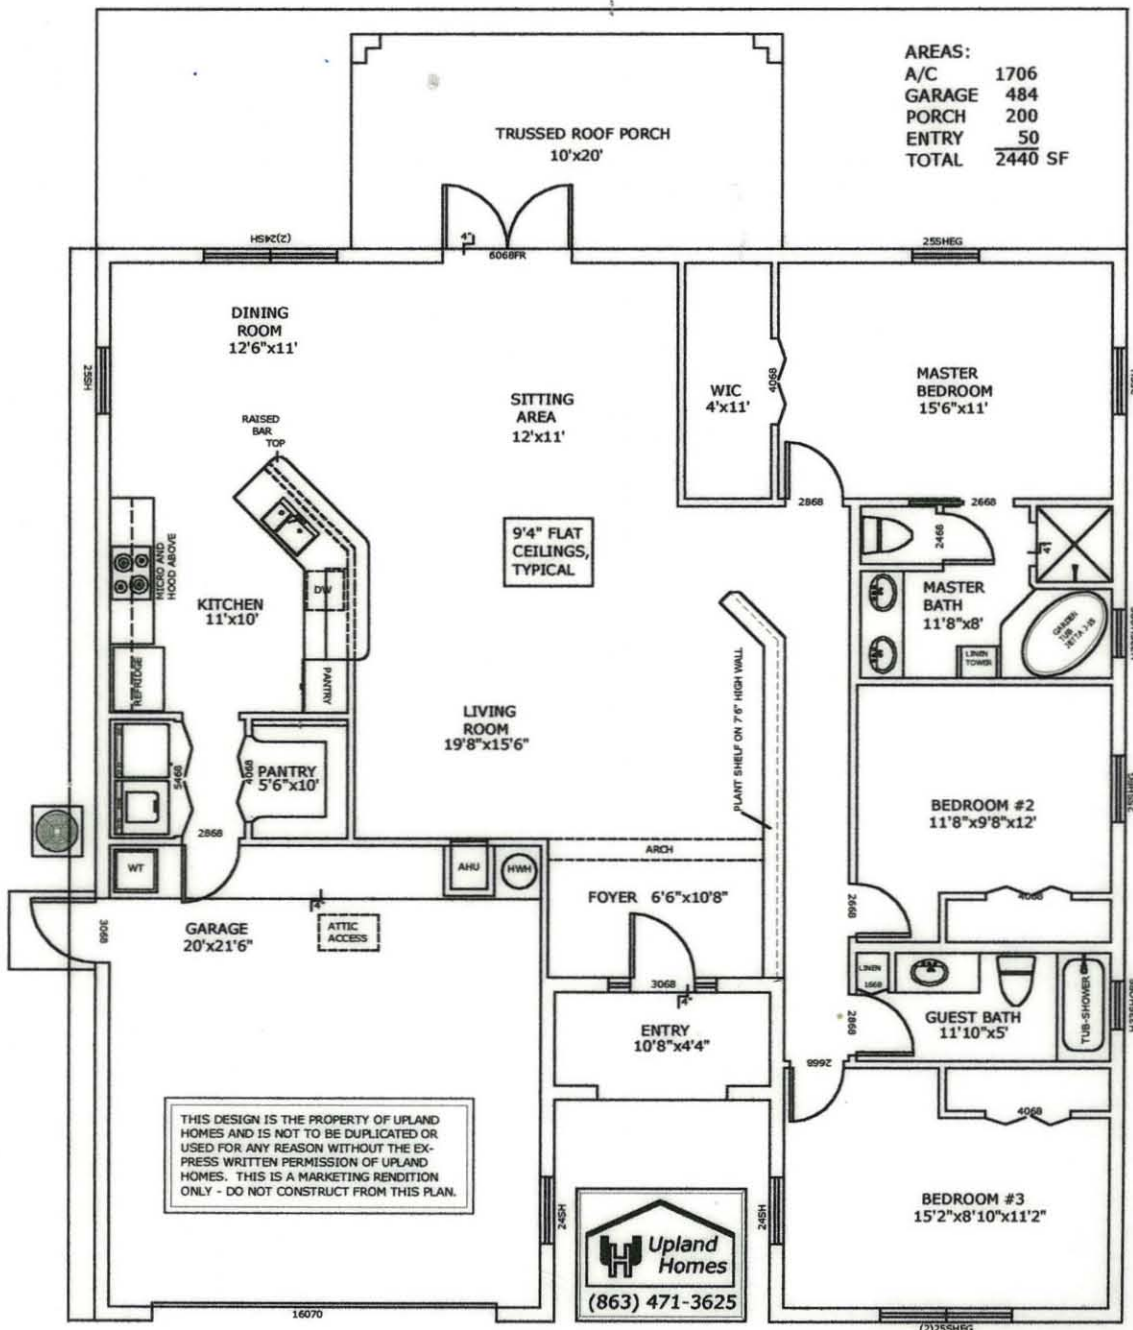 AREAS:
A/C 1706
GARAGE 484
PORCH 200
ENTRY 50
TOTAL 2440 SF
TRUSSED ROOF PORCH
10'x20'
(2)24SH
4"
6068FR
25SHEG
DINING
ROOM
12'6"x11'
25SH
SITTING
AREA
12'x11'
WIC
4'x11'
4068
MASTER
BEDROOM
15'6"x11'
RAISED
BAR
TOP
2868
2668
9'4" FLAT
CEILINGS,
TYPICAL
2468
4"
MICRO AND
HOOD ABOVE
KITCHEN
11'x10'
DW
MASTER
BATH
11'8"x8'
GARDEN
TUB
LINEN
TOWER
REFRIDGE
PANTRY
LIVING
ROOM
19'8"x15'6"
PLANT SHELF ON 7'6" HIGH WALL
5468
4068
PANTRY
5'6"x10'
BEDROOM #2
11'8"x9'8"x12'
25SHEG
2868
WT
AHU
HWH
ARCH
FOYER 6'6"x10'8"
4068
2668
3068
GARAGE
20'x21'6"
4"
ATTIC
ACCESS
LINEN
1668
3068
4"
TUB-SHOWER
GUEST BATH
11'10"x5'
2868
ENTRY
10'8"x4'4"
2668
4068
THIS DESIGN IS THE PROPERTY OF UPLAND
HOMES AND IS NOT TO BE DUPLICATED OR
USED FOR ANY REASON WITHOUT THE EX-
PRESS WRITTEN PERMISSION OF UPLAND
HOMES. THIS IS A MARKETING RENDITION
ONLY - DO NOT CONSTRUCT FROM THIS PLAN.
24SH
24SH
BEDROOM #3
15'2"x8'10"x11'2"
Upland
Homes
(863) 471-3625
16070
(2)25SHEG